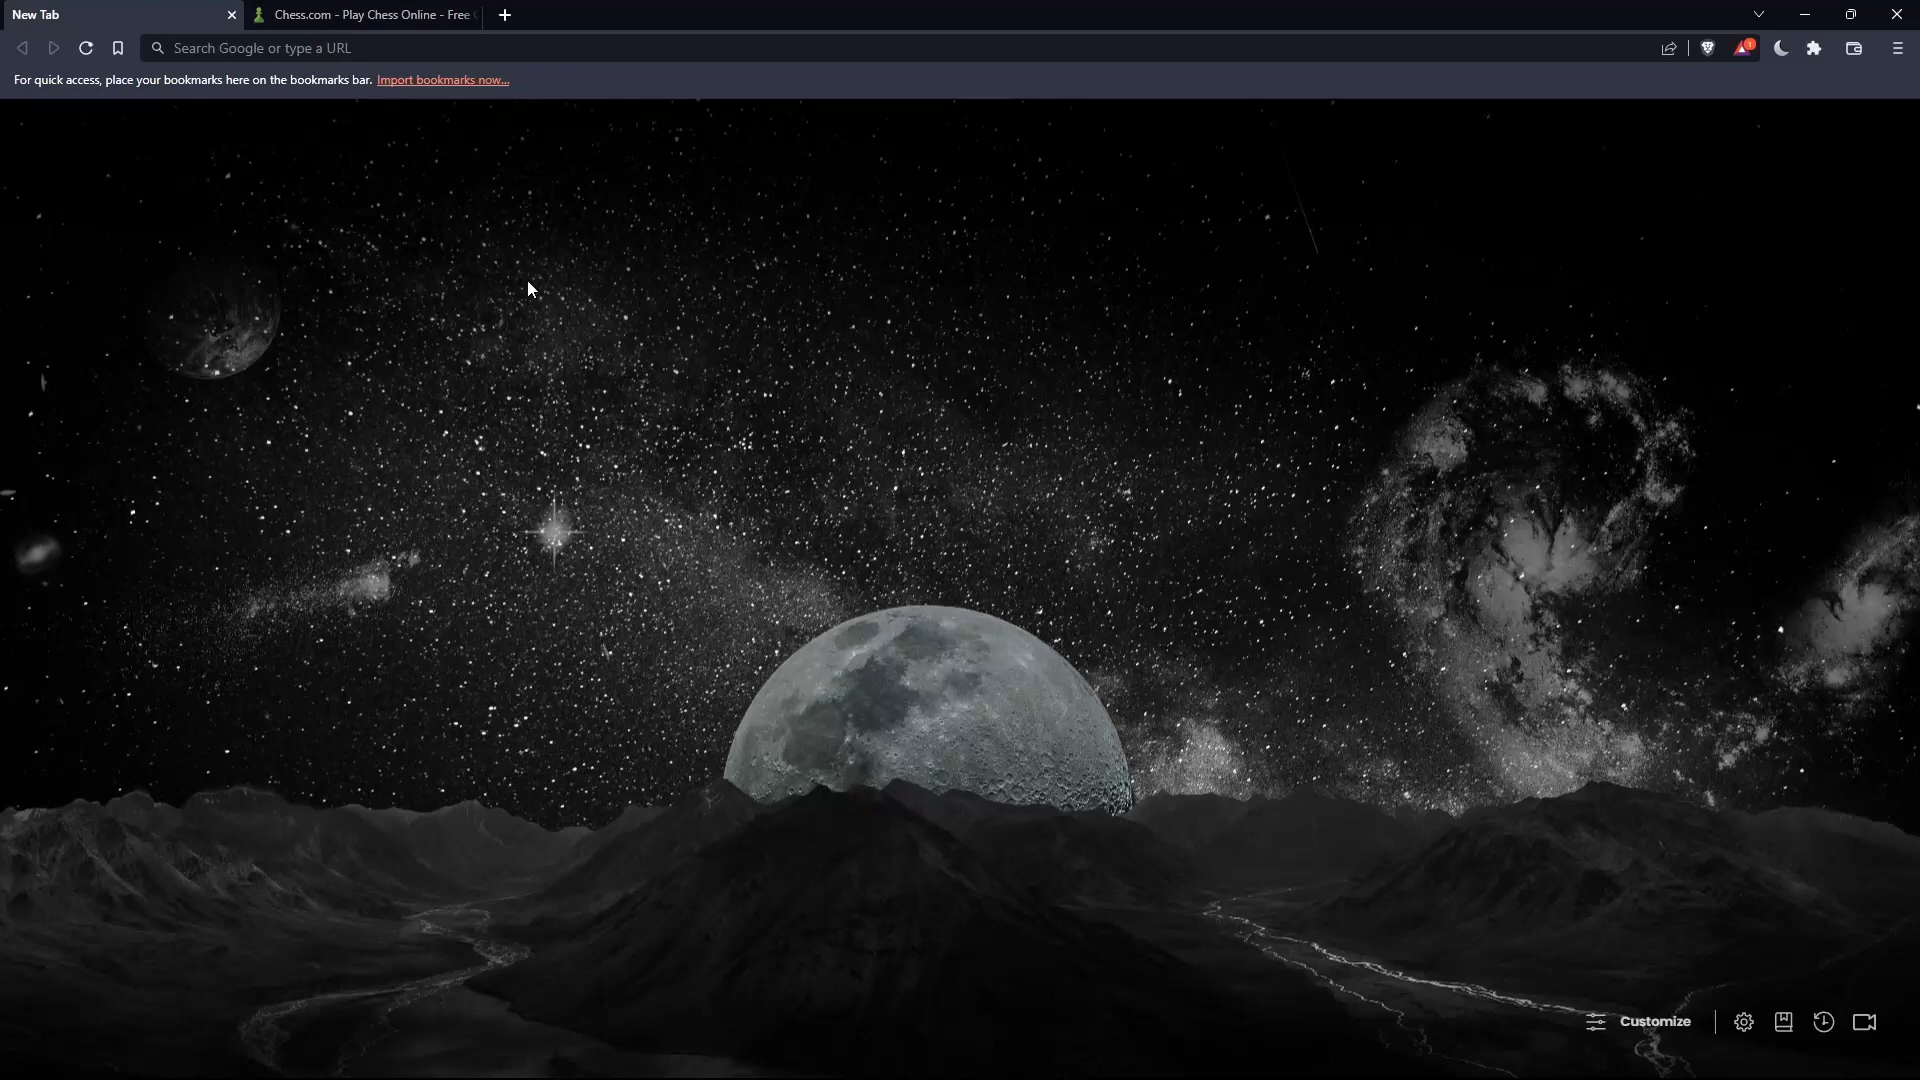 New Tab
Chess.com - Play Chess Online - Free
Search Google or type a URL
1
For quick access, place your bookmarks here on the bookmarks bar. Import bookmarks now...
Customize